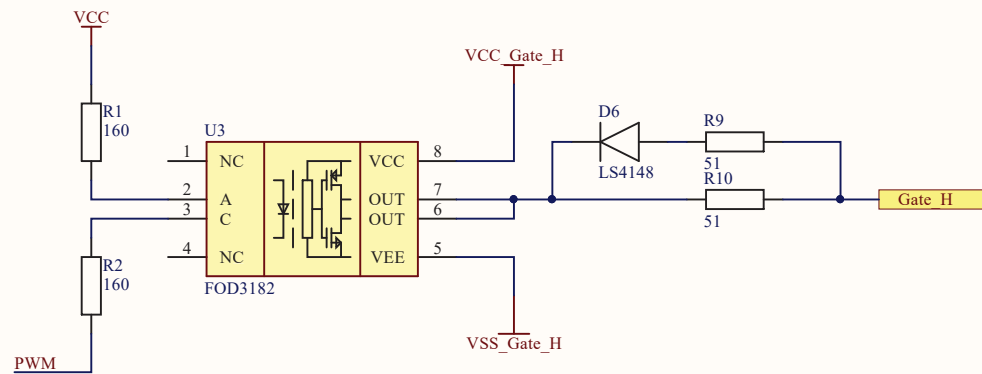 VCC
VCC_Gate_H
R1
160
U3
D6
R9
1
NC
VCC
8
LS4148
51
R10
2
A
OUT
7
Gate_H
3
C
OUT
6
51
4
NC
VEE
5
R2
160
FOD3182
VSS_Gate_H
PWM